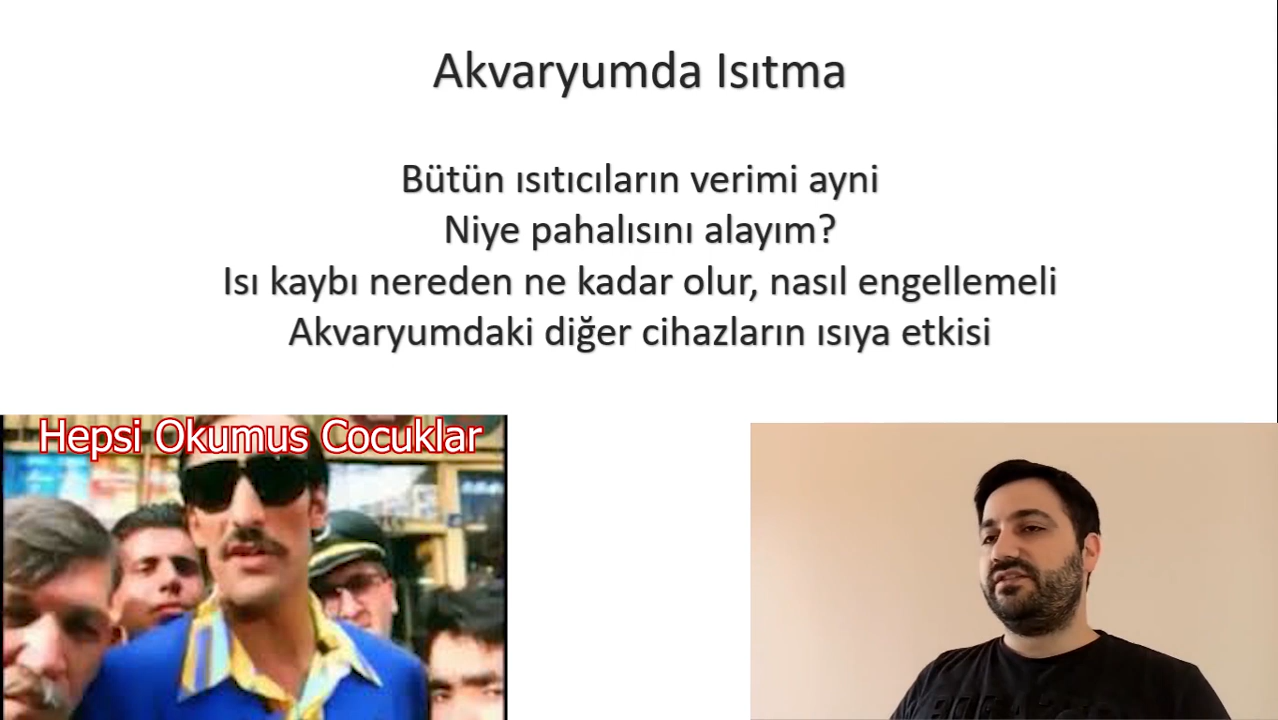 Akvaryumda Isıtma
Bütün ısıtıcıların verimi ayni
Niye pahalısını alayım?
Isı kaybı nereden ne kadar olur, nasıl engellemeli
Akvaryumdaki diğer cihazların ısıya etkisi
Hepsi Okumus Cocuklar